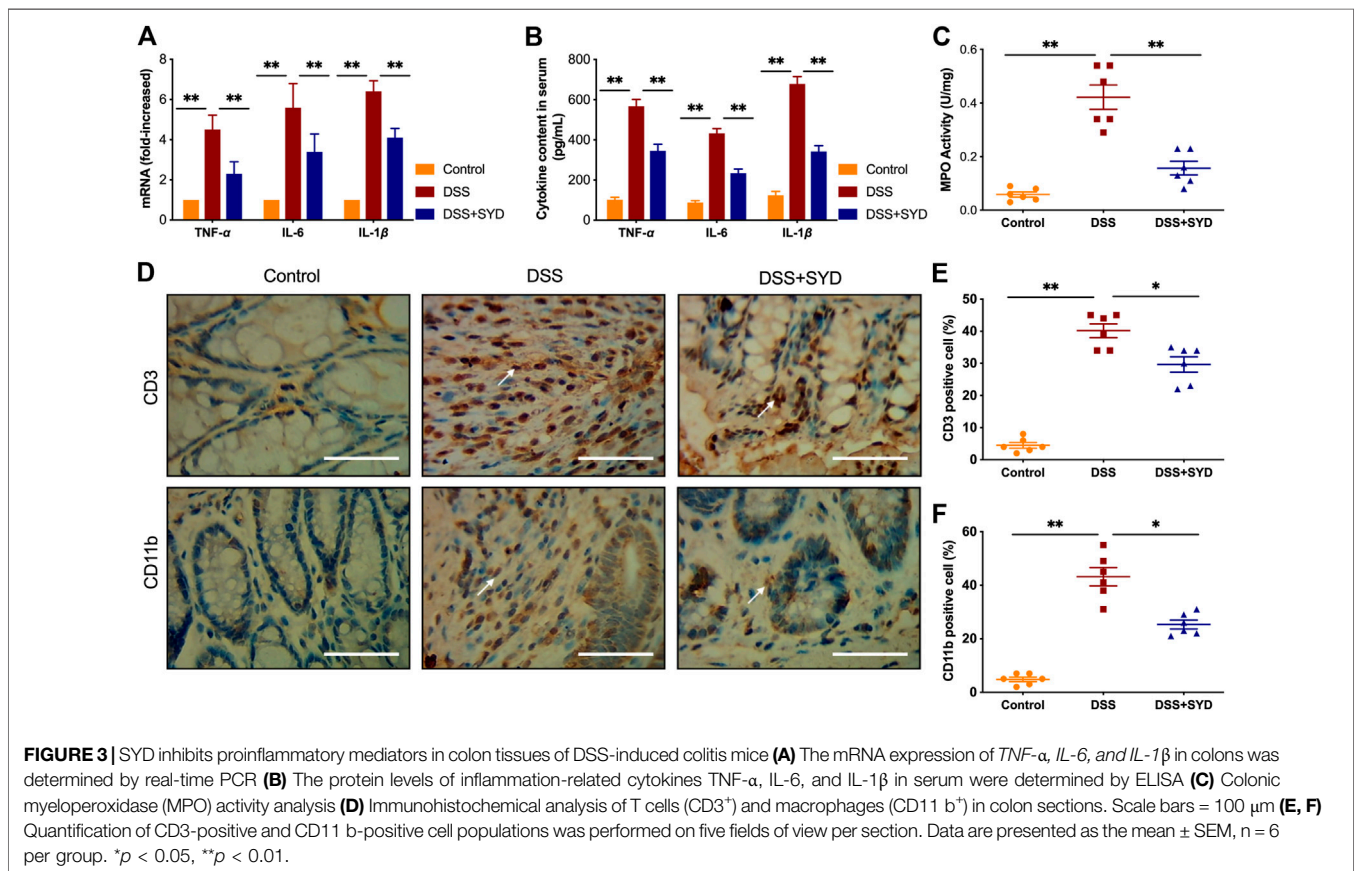 A
mRNA (fold-increased)
8
6
4
2
0
** ** ** ** ** **
TNF-α IL-6 IL-1β
Control
DSS
DSS+SYD
B
Cytokine content in serum
(pg/mL)
800
600
400
200
0
** ** ** ** ** **
TNF-α IL-6 IL-1β
Control
DSS
DSS+SYD
C
MPO Activity (U/mg)
0.6
0.4
0.2
0.0
** **
Control DSS DSS+SYD
D
Control DSS DSS+SYD
CD3
CD11b
E
CD3 positive cell (%)
50
40
30
20
10
0
** *
Control DSS DSS+SYD
F
CD11b positive cell (%)
60
40
20
0
** *
Control DSS DSS+SYD
FIGURE 3 | SYD inhibits proinflammatory mediators in colon tissues of DSS-induced colitis mice (A) The mRNA expression of TNF-α, IL-6, and IL-1β in colons was
determined by real-time PCR (B) The protein levels of inflammation-related cytokines TNF-α, IL-6, and IL-1β in serum were determined by ELISA (C) Colonic
myeloperoxidase (MPO) activity analysis (D) Immunohistochemical analysis of T cells (CD3⁺) and macrophages (CD11 b⁺) in colon sections. Scale bars = 100 μm (E, F)
Quantification of CD3-positive and CD11 b-positive cell populations was performed on five fields of view per section. Data are presented as the mean ± SEM, n = 6
per group. *p < 0.05, **p < 0.01.